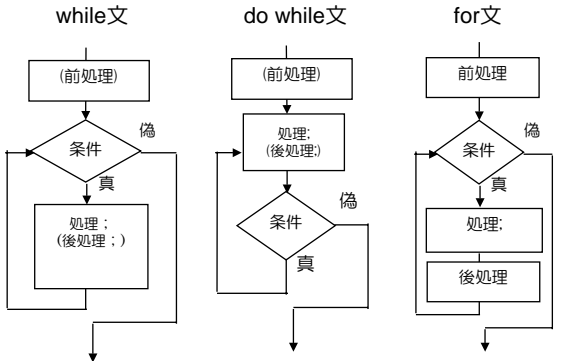 while文
(前処理)
条件
偽
真
処理；
(後処理；)
do while文
(前処理)
処理;
(後処理;)
条件
偽
真
for文
前処理
条件
偽
真
処理;
後処理